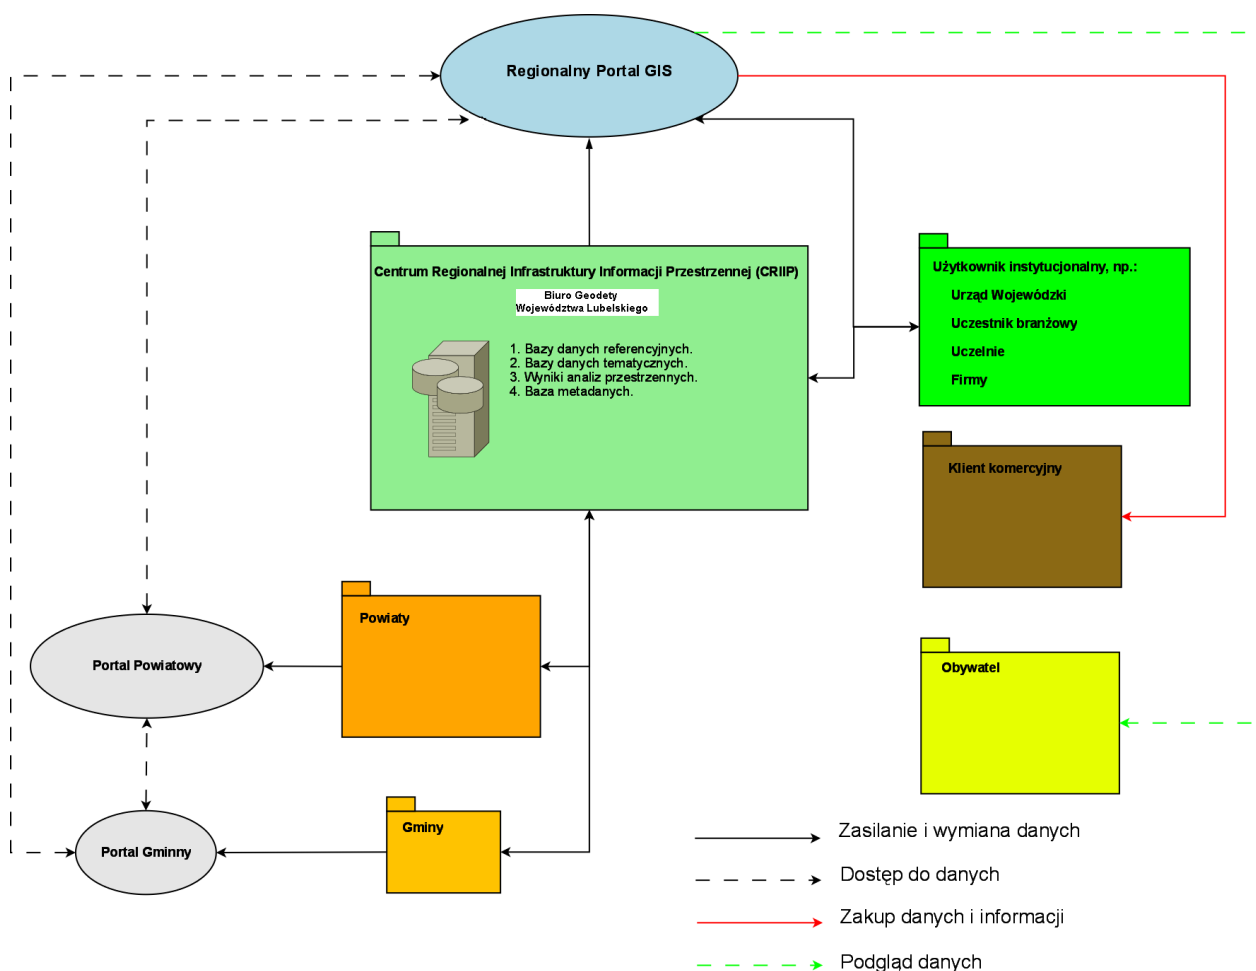 Regionalny Portal GIS
Centrum Regionalnej Infrastruktury Informacji Przestrzennej (CRIIP)
Biuro Geodety
Województwa Lubelskiego
1. Bazy danych referencyjnych.
2. Bazy danych tematycznych.
3. Wyniki analiz przestrzennych.
4. Baza metadanych.
Użytkownik instytucjonalny, np.:
Urząd Wojewódzki
Uczestnik branżowy
Uczelnie
Firmy
Klient komercyjny
Powiaty
Portal Powiatowy
Obywatel
Gminy
Portal Gminny
Zasilanie i wymiana danych
Dostęp do danych
Zakup danych i informacji
Podgląd danych